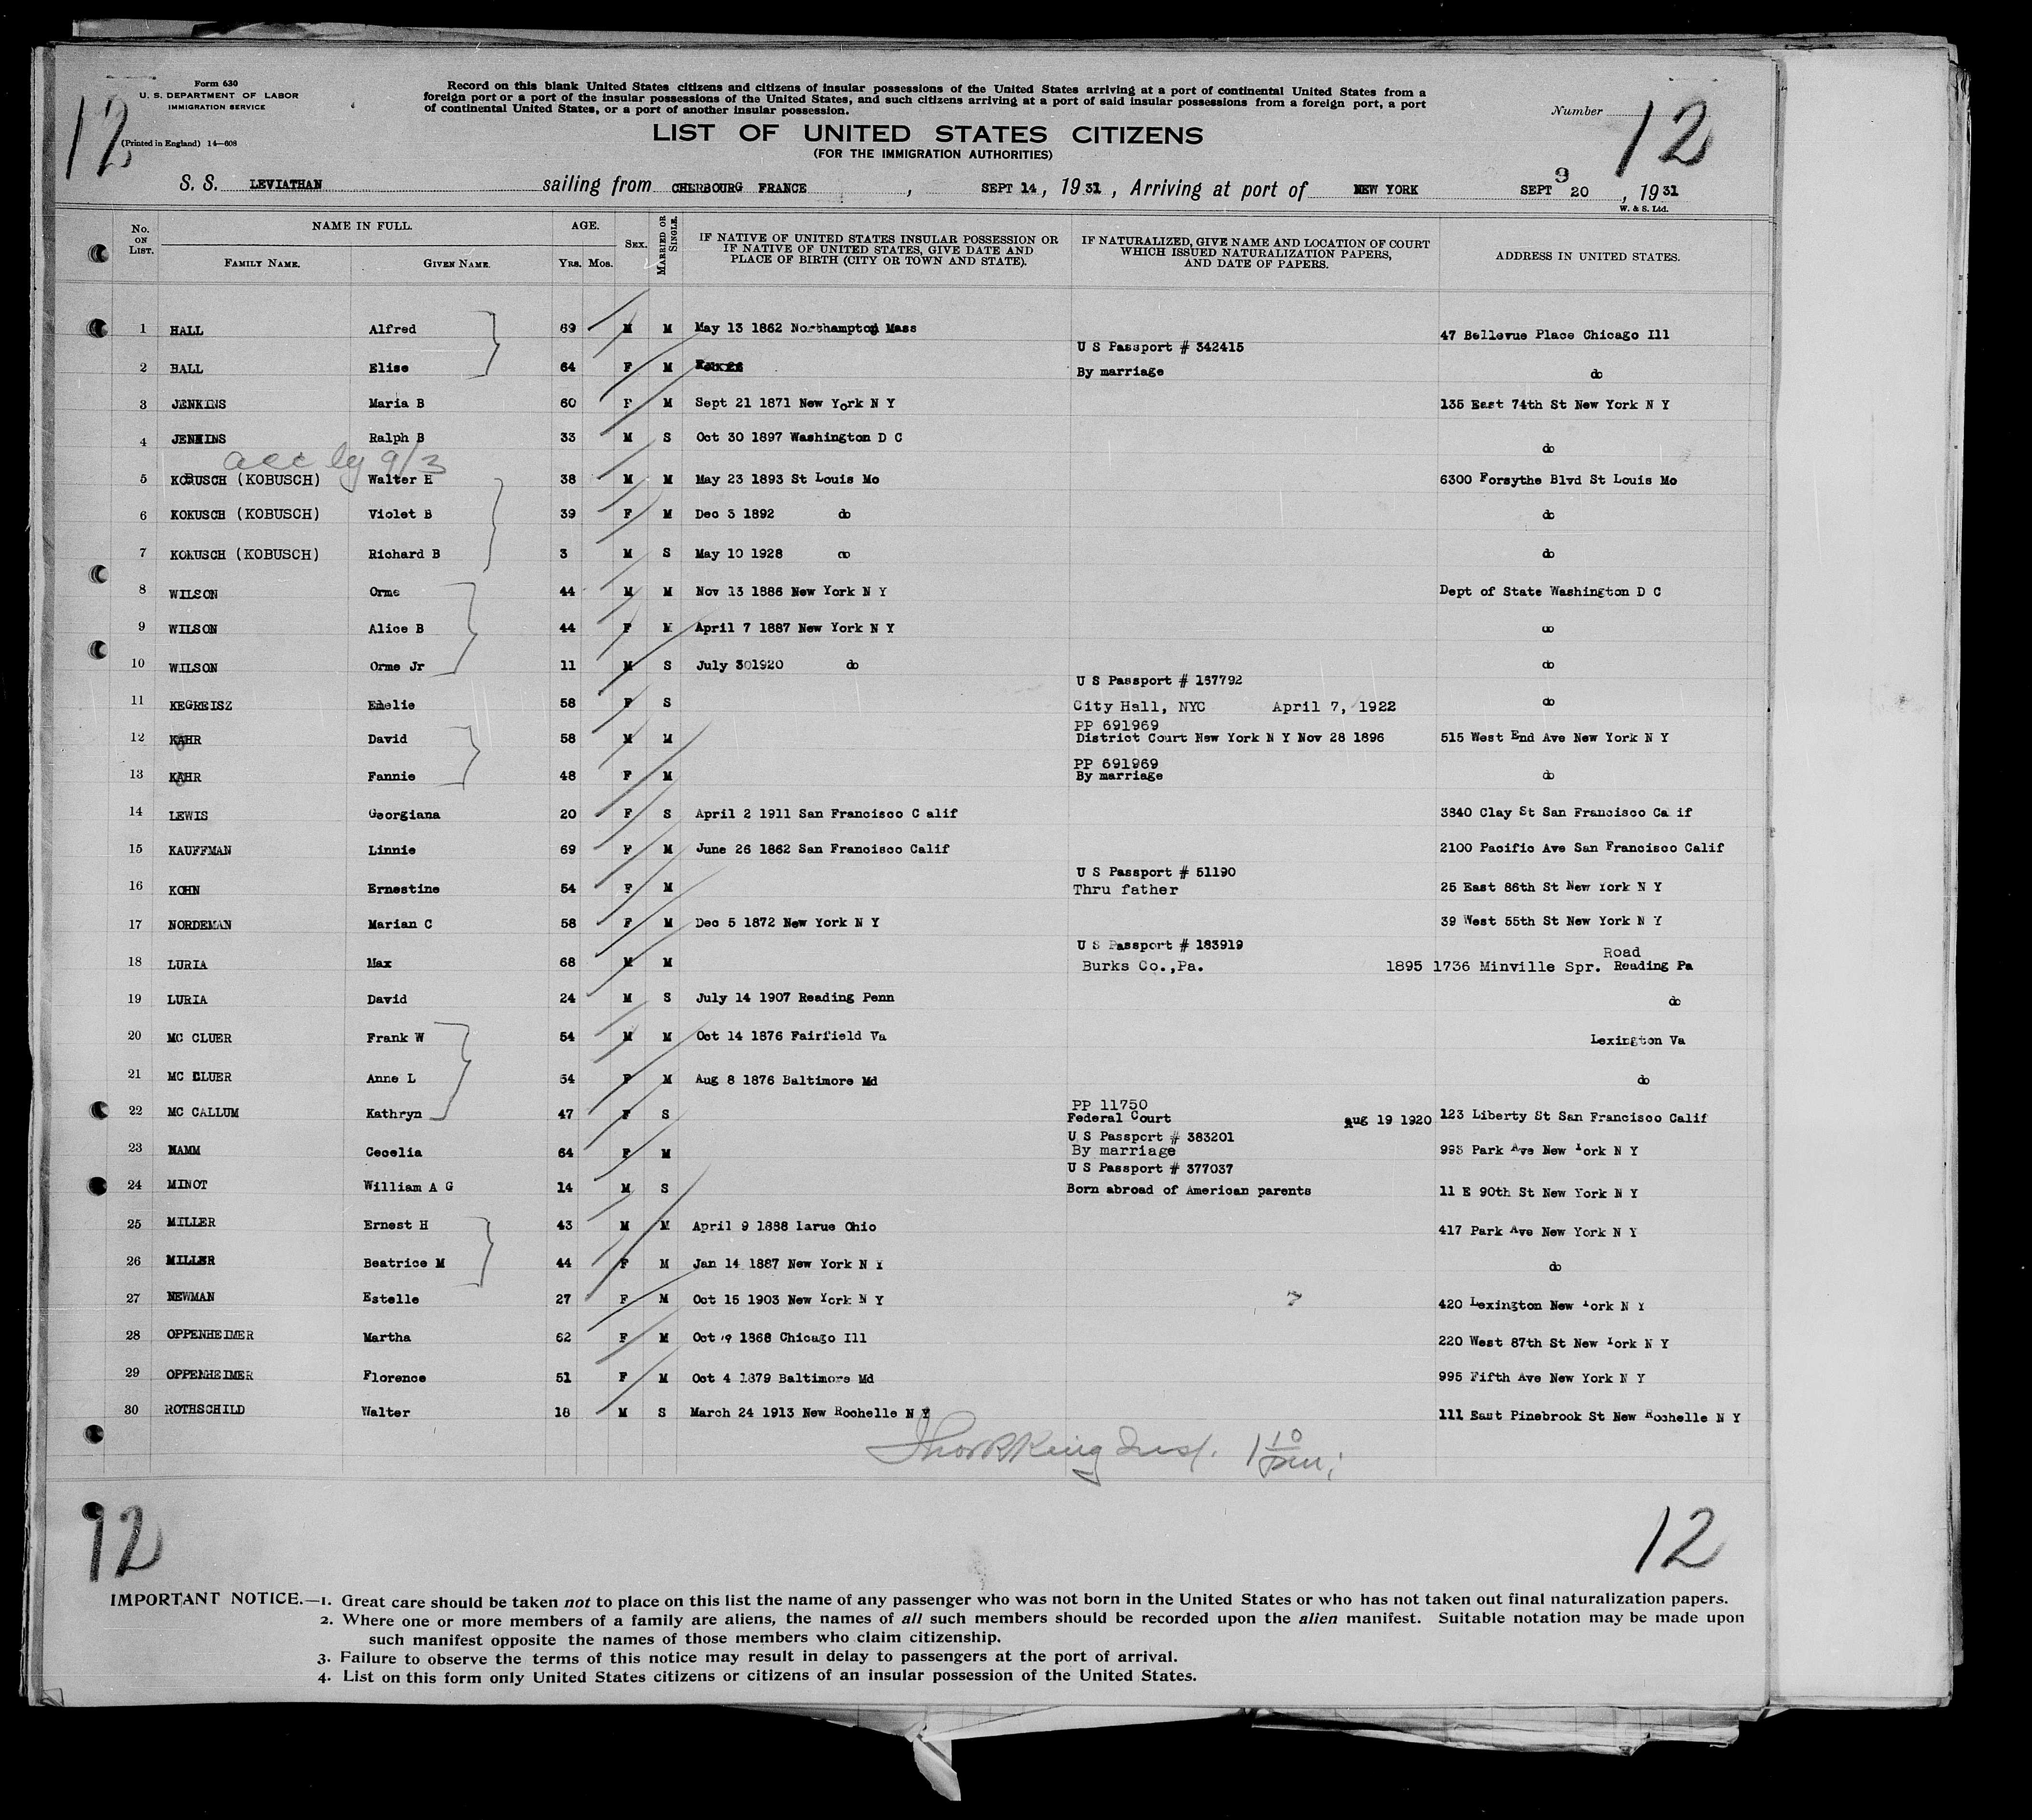 Form 630
U. S. DEPARTMENT OF LABOR
IMMIGRATION SERVICE
(Printed in England) 14—608
12
Record on this blank United States citizens and citizens of insular possessions of the United States arriving at a port of continental United States from a
foreign port or a port of the insular possessions of the United States, and such citizens arriving at a port of said insular possessions from a foreign port, a port
of continental United States, or a port of another insular possession.
Number 12
LIST OF UNITED STATES CITIZENS
(FOR THE IMMIGRATION AUTHORITIES)
S. S. LEVIATHAN sailing from CHERBOURG FRANCE, SEPT 14, 1931, Arriving at port of NEW YORK SEPT 9 20, 1931
W. & S. Ltd.
No. ON LIST. NAME IN FULL. FAMILY NAME. GIVEN NAME. AGE. YRS. MOS. SEX. MARRIED OR SINGLE. IF NATIVE OF UNITED STATES INSULAR POSSESSION OR IF NATIVE OF UNITED STATES, GIVE DATE AND PLACE OF BIRTH (CITY OR TOWN AND STATE). IF NATURALIZED, GIVE NAME AND LOCATION OF COURT WHICH ISSUED NATURALIZATION PAPERS, AND DATE OF PAPERS. ADDRESS IN UNITED STATES.
1 HALL Alfred 69 M M May 13 1862 Northampton Mass 47 Bellevue Place Chicago Ill
U S Passport # 342415
2 HALL Elise 64 F M By marriage do
3 JENKINS Maria B 60 F M Sept 21 1871 New York N Y 135 East 74th St New York N Y
4 JENKINS Ralph B 33 M S Oct 30 1897 Washington D C do
9/3
5 KOBUSCH (KOBUSCH) Walter E 38 M M May 23 1893 St Louis Mo 6300 Forsythe Blvd St Louis Mo
6 KOKUSCH (KOBUSCH) Violet B 39 F M Dec 3 1892 do do
7 KOKUSCH (KOBUSCH) Richard B 3 M S May 10 1928 do do
8 WILSON Orme 44 M M Nov 13 1886 New York N Y Dept of State Washington D C
9 WILSON Alice B 44 F M April 7 1887 New York N Y do
10 WILSON Orme Jr 11 M S July 301920 do do
U S Passport # 157792
11 KEGREISZ Emelie 58 F S City Hall, NYC April 7, 1922 do
PP 691969
12 KAHR David 58 M M District Court New York N Y Nov 28 1896 515 West End Ave New York N Y
PP 691969
13 KAHR Fannie 48 F M By marriage do
14 LEWIS Georgiana 20 F S April 2 1911 San Francisco C alif 3840 Clay St San Francisco Ca if
15 KAUFFMAN Linnie 69 F M June 26 1862 San Francisco Calif 2100 Pacific Ave San Francisco Calif
U S Passport # 51190
16 KOHN Ernestine 54 F M Thru father 25 East 86th St New York N Y
17 NORDEMAN Marian C 58 F M Dec 5 1872 New York N Y 39 West 55th St New York N Y
U S Passport # 183919 Road
18 LURIA Max 68 M M Burks Co.,Pa. 1895 1736 Minville Spr. Reading Pa
19 LURIA David 24 M S July 14 1907 Reading Penn do
20 MC CLUER Frank W 54 M M Oct 14 1876 Fairfield Va Lexington Va
21 MC CLUER Anne L 54 F M Aug 8 1876 Baltimore Md do
PP 11750
22 MC CALLUM Kathryn 47 F S Federal Court Aug 19 1920 123 Liberty St San Francisco Calif
U S Passport # 383201
23 MAMM Cecelia 64 F M By marriage 993 Park Ave New York N Y
U S Passport # 377037
24 MINOT William A G 14 M S Born abroad of American parents 11 E 90th St New York N Y
25 MILLER Ernest H 43 M M April 9 1888 Larue Ohio 417 Park Ave New York N Y
26 MILLER Beatrice M 44 F M Jan 14 1887 New York N Y do
27 NEWMAN Estelle 27 F M Oct 15 1903 New York N Y 420 Lexington New York N Y
28 OPPENHEIMER Martha 62 F M Oct 9 1868 Chicago Ill 220 West 87th St New York N Y
29 OPPENHEIMER Florence 51 F M Oct 4 1879 Baltimore Md 995 Fifth Ave New York N Y
30 ROTHSCHILD Walter 18 M S March 24 1913 New Rochelle N Y 111 East Pinebrook St New Rochelle N Y
King Insp. 1 10 pm
12 12
IMPORTANT NOTICE.—1. Great care should be taken not to place on this list the name of any passenger who was not born in the United States or who has not taken out final naturalization papers.
2. Where one or more members of a family are aliens, the names of all such members should be recorded upon the alien manifest. Suitable notation may be made upon
such manifest opposite the names of those members who claim citizenship.
3. Failure to observe the terms of this notice may result in delay to passengers at the port of arrival.
4. List on this form only United States citizens or citizens of an insular possession of the United States.